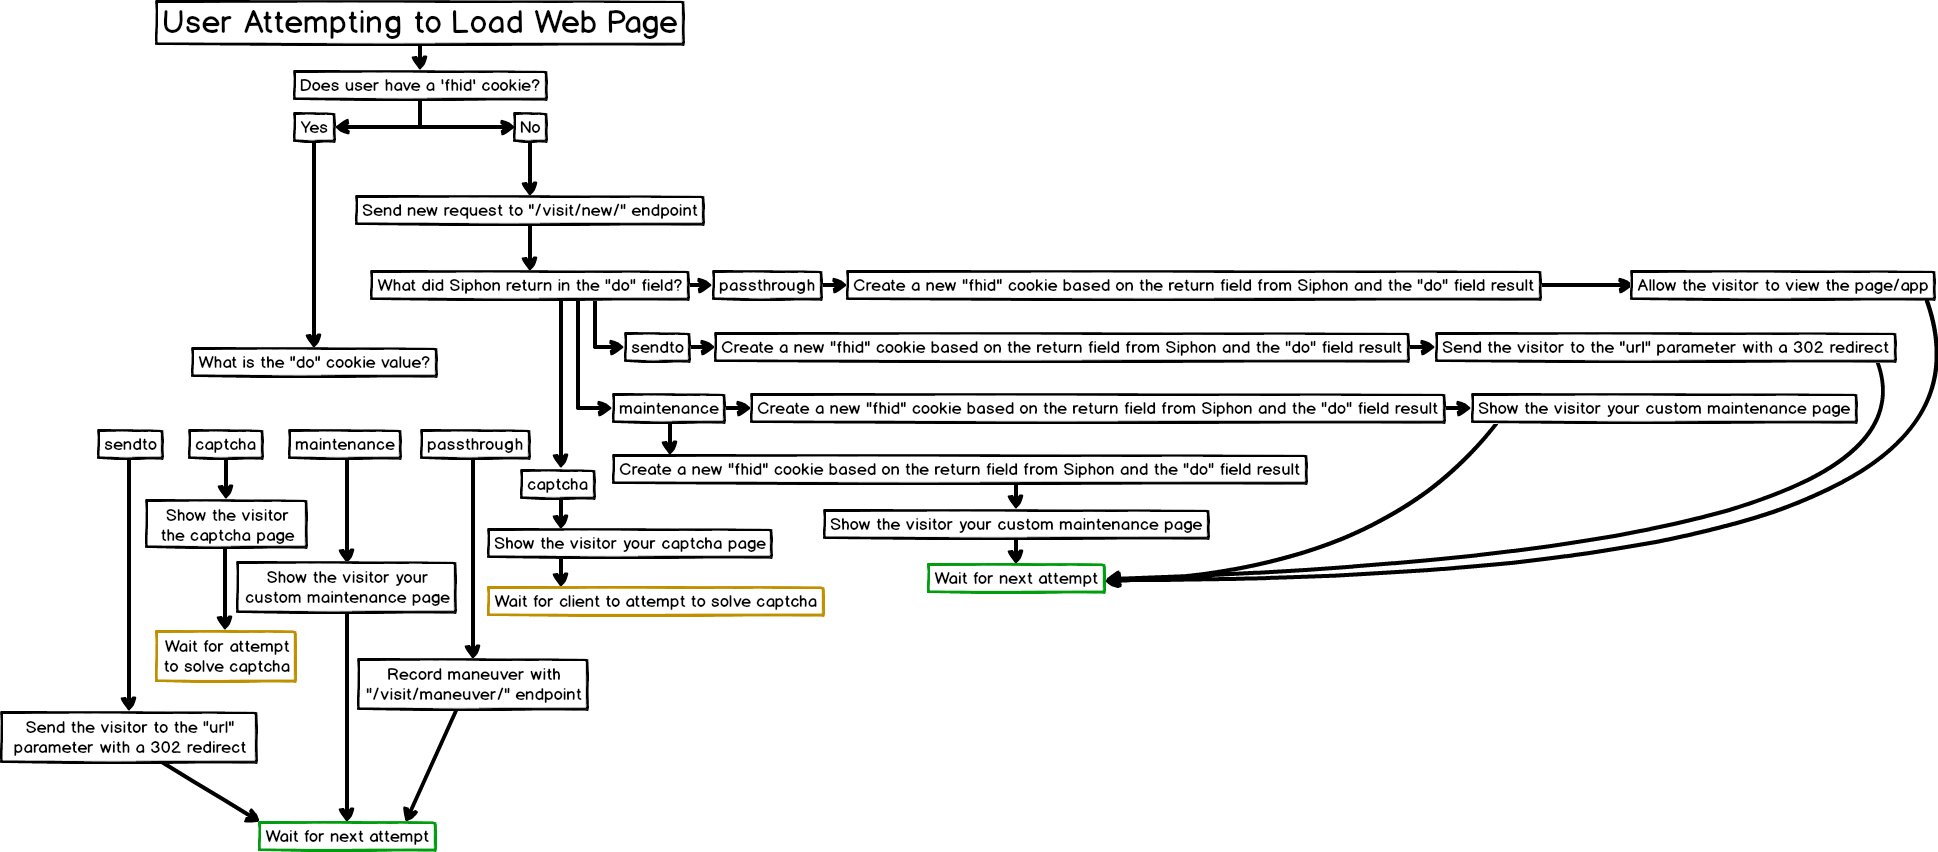 User Attempting to Load Web Page
Does user have a 'fhid' cookie?
Yes
No
Send new request to "/visit/new/" endpoint
What did Siphon return in the "do" field?
passthrough
Create a new "fhid" cookie based on the return field from Siphon and the "do" field result
Allow the visitor to view the page/app
sendto
Create a new "fhid" cookie based on the return field from Siphon and the "do" field result
Send the visitor to the "url" parameter with a 302 redirect
What is the "do" cookie value?
maintenance
Create a new "fhid" cookie based on the return field from Siphon and the "do" field result
Show the visitor your custom maintenance page
sendto
captcha
maintenance
passthrough
Create a new "fhid" cookie based on the return field from Siphon and the "do" field result
captcha
Show the visitor
the captcha page
Show the visitor your custom maintenance page
Show the visitor your captcha page
Show the visitor your
custom maintenance page
Wait for next attempt
Wait for client to attempt to solve captcha
Wait for attempt
to solve captcha
Record maneuver with
"/visit/maneuver/" endpoint
Send the visitor to the "url"
parameter with a 302 redirect
Wait for next attempt